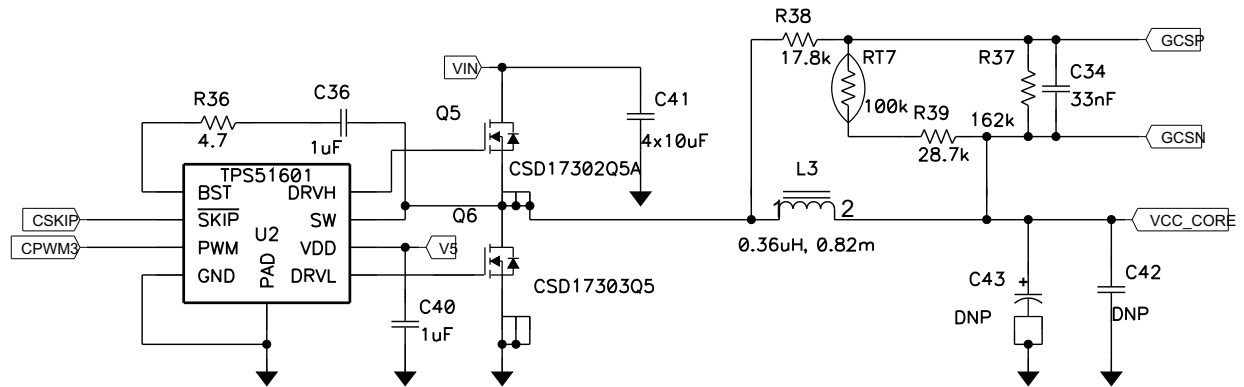 R38
17.8k
RT7
100k
R39
28.7k
R37
162k
C34
33nF
GCSP
GCSN
VIN
C41
4x10uF
R36
4.7
C36
1uF
Q5
CSD17302Q5A
TPS51601
BST
DRVH
SKIP
SW
PWM
U2
VDD
GND
PAD
DRVL
CSKIP
CPWM3
V5
Q6
CSD17303Q5
C40
1uF
L3
1
2
0.36uH, 0.82m
VCC_CORE
C43
+
DNP
C42
DNP